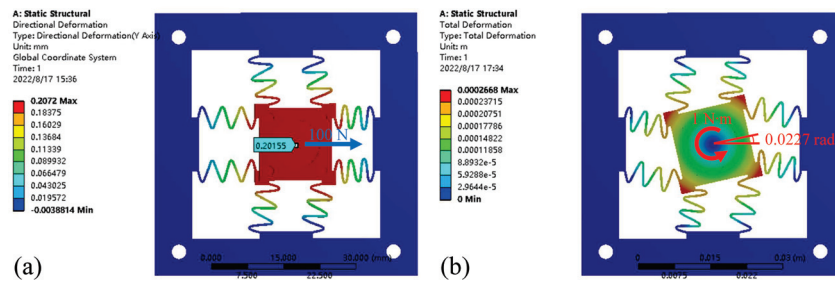 A: Static Structural
Directional Deformation
Type: Directional Deformation(Y Axis)
Unit: mm
Global Coordinate System
Time: 1
2022/8/17 15:36
0.2072 Max
0.18375
0.16029
0.13684
0.11339
0.089932
0.066479
0.043025
0.019572
-0.0038814 Min
0.20155
100 N
0.000
15.000
30.000 (mm)
7.500
22.500
(a)
A: Static Structural
Total Deformation
Type: Total Deformation
Unit: m
Time: 1
2022/8/17 17:34
0.0002668 Max
0.00023715
0.00020751
0.00017786
0.00014822
0.00011858
8.8932e-5
5.9288e-5
2.9644e-5
0 Min
1 N·m
0.0227 rad
0
0.015
0.03 (m)
0.0075
0.022
(b)